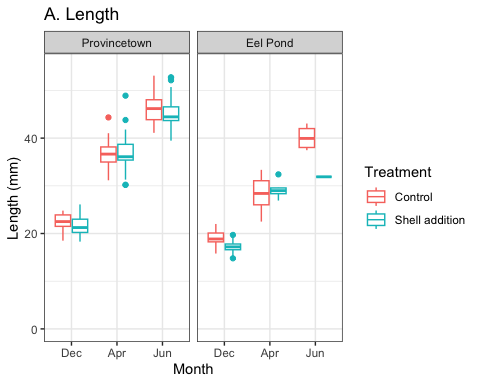 A. Length
Provincetown
Eel Pond
Length (mm)
40
20
0
Dec
Apr
Jun
Dec
Apr
Jun
Month
Treatment
Control
Shell addition